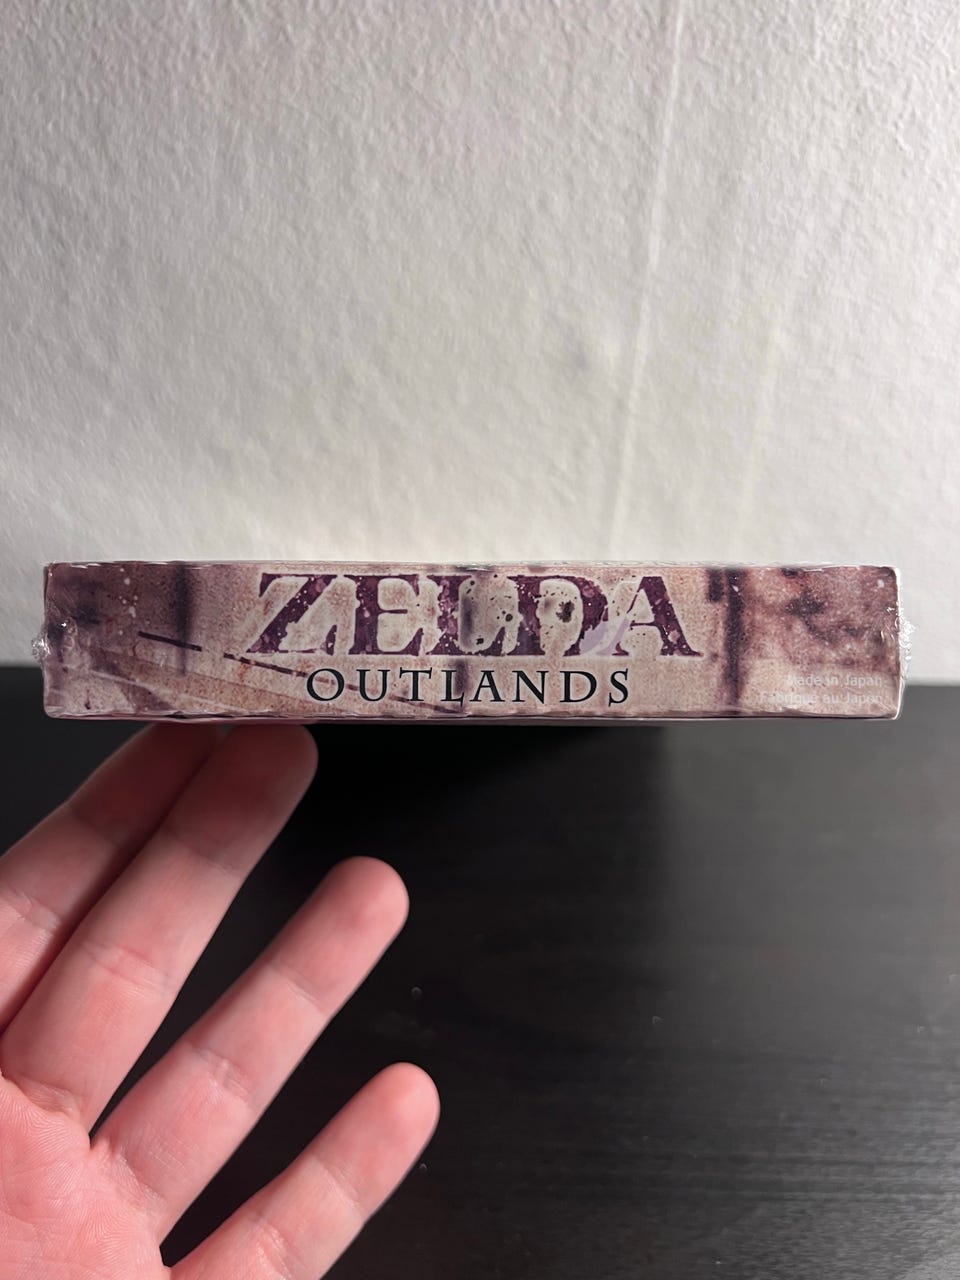 ZELDA
OUTLANDS
Made in Japan
Fabriqué au Japon